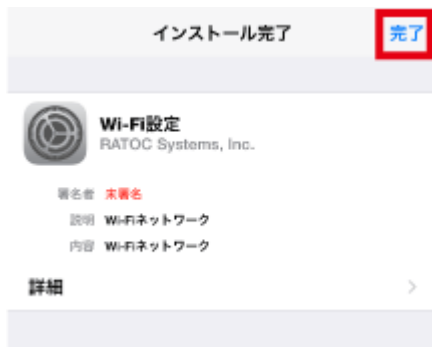 インストール完了 完了
Wi-Fi設定
RATOC Systems, Inc.
署名者 未署名
説明 Wi-Fiネットワーク
内容 Wi-Fiネットワーク
詳細